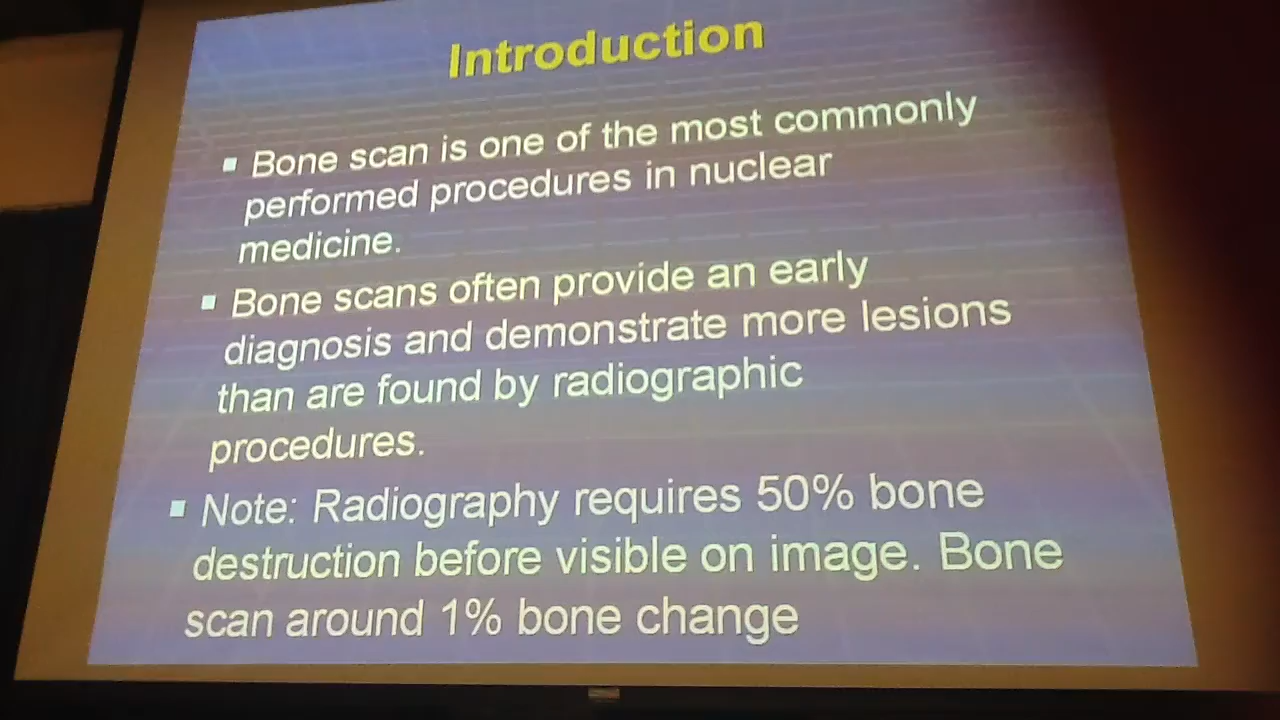 Introduction
▪ Bone scan is one of the most commonly
performed procedures in nuclear
medicine.
▪ Bone scans often provide an early
diagnosis and demonstrate more lesions
than are found by radiographic
procedures.
▪ Note: Radiography requires 50% bone
destruction before visible on image. Bone
scan around 1% bone change